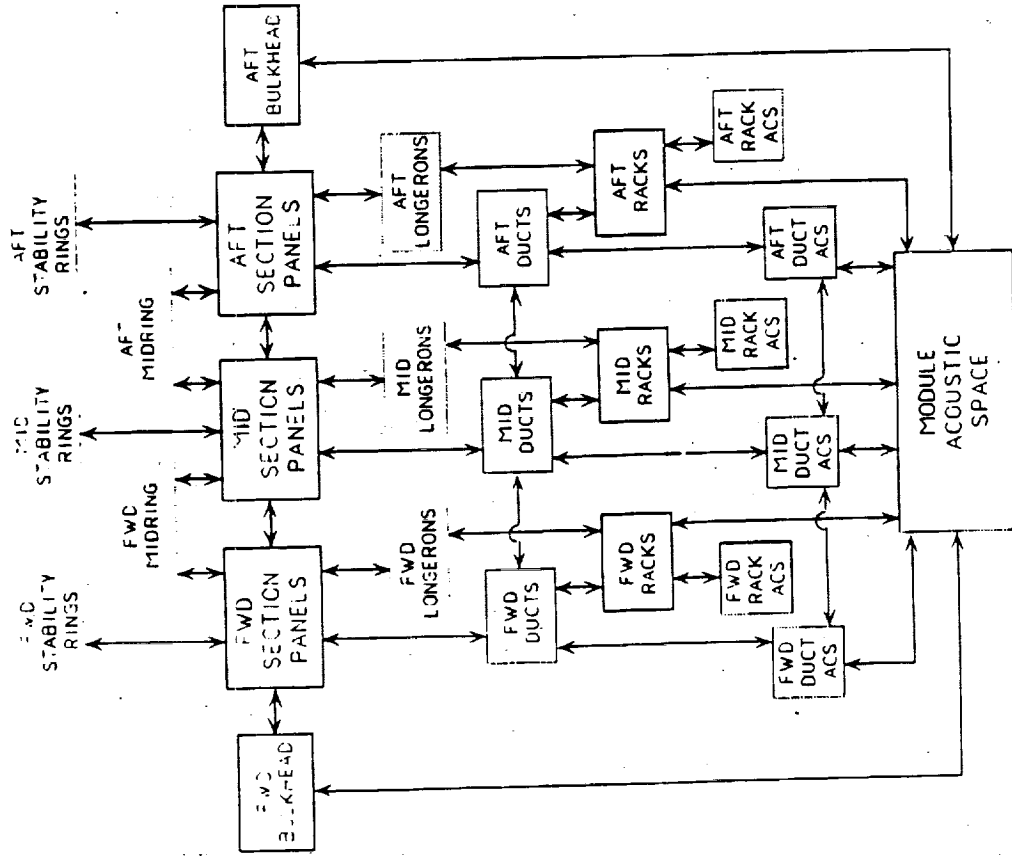 FWD
STABILITY
RINGS
MID
STABILITY
RINGS
AFT
STABILITY
RINGS
FWD
MIDRING
AFT
MIDRING
FWD
BULKHEAD
FWD
SECTION
PANELS
MID
SECTION
PANELS
AFT
SECTION
PANELS
AFT
BULKHEAD
FWD
LONGERONS
MID
LONGERONS
AFT
LONGERONS
FWD
DUCTS
MID
DUCTS
AFT
DUCTS
FWD
RACKS
MID
RACKS
AFT
RACKS
FWD
RACK
ACS
MID
RACK
ACS
AFT
RACK
ACS
FWD
DUCT
ACS
MID
DUCT
ACS
AFT
DUCT
ACS
MODULE
ACOUSTIC
SPACE